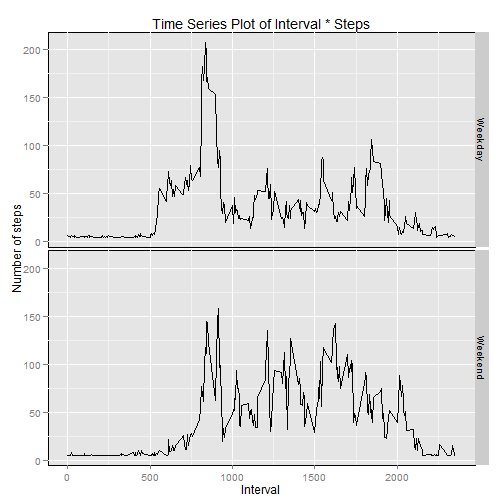 Time Series Plot of Interval * Steps
Number of steps
200
150
100
50
0
Weekday
200
150
100
50
0
Weekend
0 500 1000 1500 2000
Interval